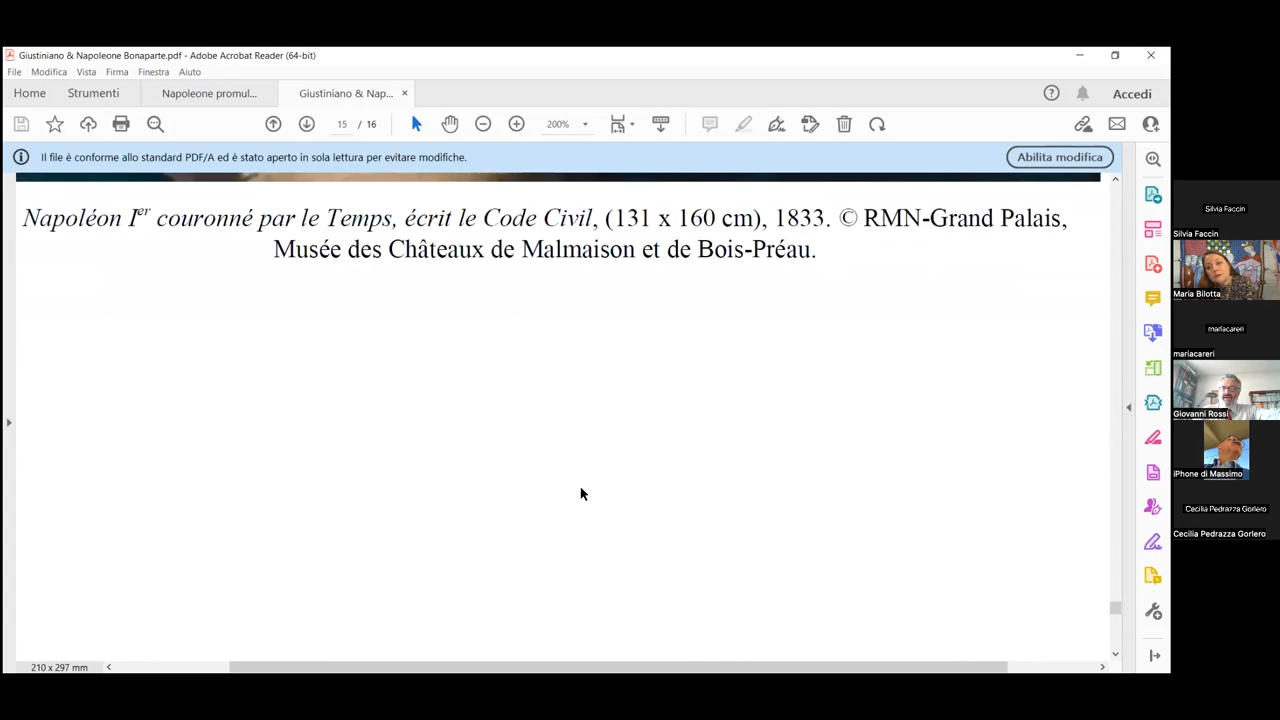 Giustiniano & Napoleone Bonaparte.pdf - Adobe Acrobat Reader (64-bit)
File Modifica Vista Firma Finestra Aiuto
Home Strumenti Napoleone promul... Giustiniano & Nap... ×
15 / 16 200% Accedi
Il file è conforme allo standard PDF/A ed è stato aperto in sola lettura per evitare modifiche. Abilita modifica
Napoléon Ier couronné par le Temps, écrit le Code Civil, (131 x 160 cm), 1833. © RMN-Grand Palais,
Musée des Châteaux de Malmaison et de Bois-Préau.
210 x 297 mm
Silvia Faccin
Silvia Faccin
Maria Bilotta
mariacareri
mariacareri
Giovanni Rossi
iPhone di Massimo
Cecilia Pedrazza Gorlero
Cecilia Pedrazza Gorlero